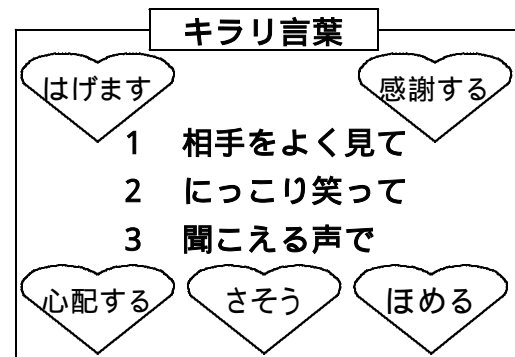 キラリ言葉
はげます
感謝する
1 相手をよく見て
2 にっこり笑って
3 聞こえる声で
心配する
さそう
ほめる